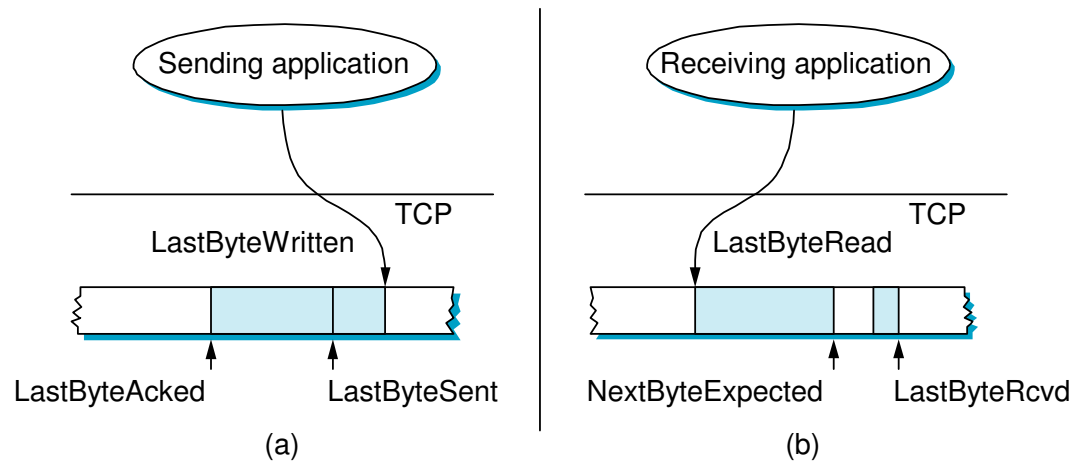 Sending application
TCP
LastByteWritten
LastByteAcked
LastByteSent
(a)
Receiving application
TCP
LastByteRead
NextByteExpected
LastByteRcvd
(b)